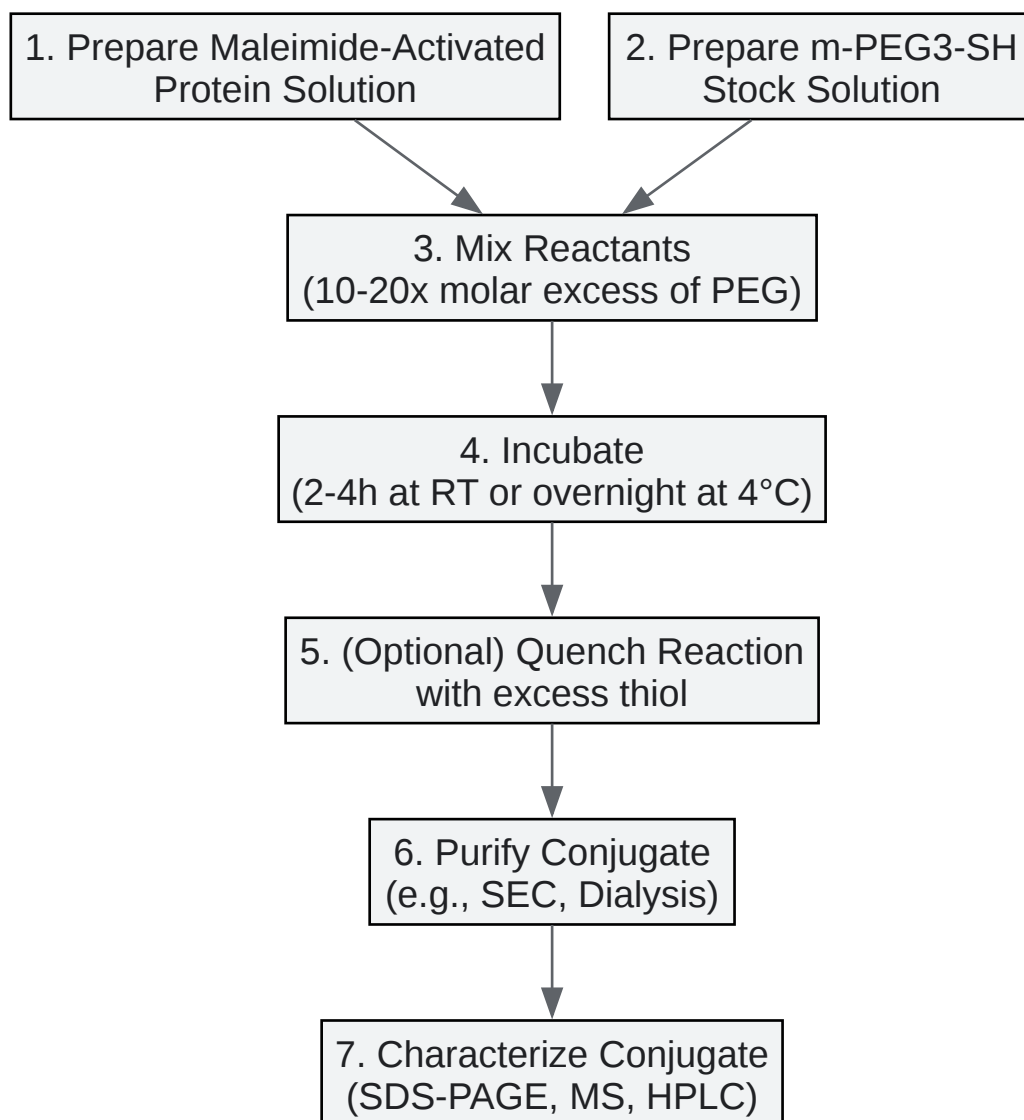 1. Prepare Maleimide-Activated
Protein Solution
2. Prepare m-PEG3-SH
Stock Solution
3. Mix Reactants
(10-20x molar excess of PEG)
4. Incubate
(2-4h at RT or overnight at 4°C)
5. (Optional) Quench Reaction
with excess thiol
6. Purify Conjugate
(e.g., SEC, Dialysis)
7. Characterize Conjugate
(SDS-PAGE, MS, HPLC)